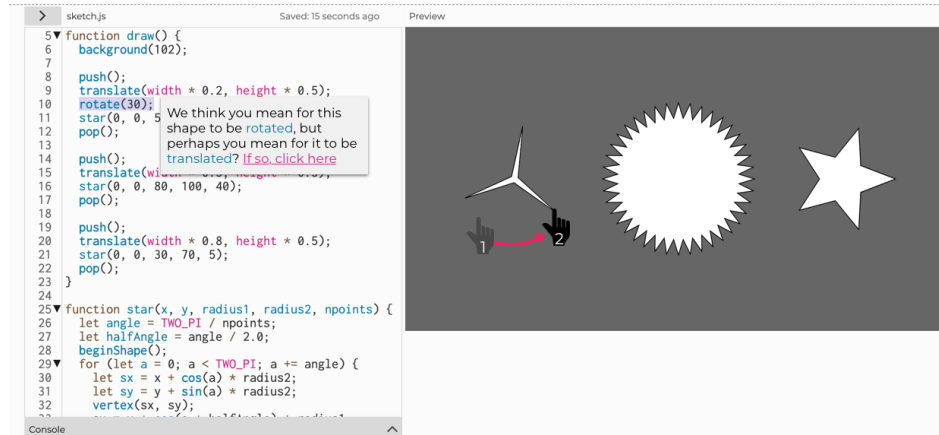 sketch.js Saved: 15 seconds ago Preview
5 function draw() {
6 background(102);
7
8 push();
9 translate(width * 0.2, height * 0.5);
10 rotate(30);
11 star(0, 0, 5
12 pop();
We think you mean for this
shape to be rotated, but
perhaps you mean for it to be
translated? If so, click here
13
14 push();
15 translate(
16 star(0, 0, 80, 100, 40);
17 pop();
18
19 push();
20 translate(width * 0.8, height * 0.5);
21 star(0, 0, 30, 70, 5);
22 pop();
23 }
24
25 function star(x, y, radius1, radius2, npoints) {
26 let angle = TWO_PI / npoints;
27 let halfAngle = angle / 2.0;
28 beginShape();
29 for (let a = 0; a < TWO_PI; a += angle) {
30 let sx = x + cos(a) * radius2;
31 let sy = y + sin(a) * radius2;
32 vertex(sx, sy);
Console
1
2